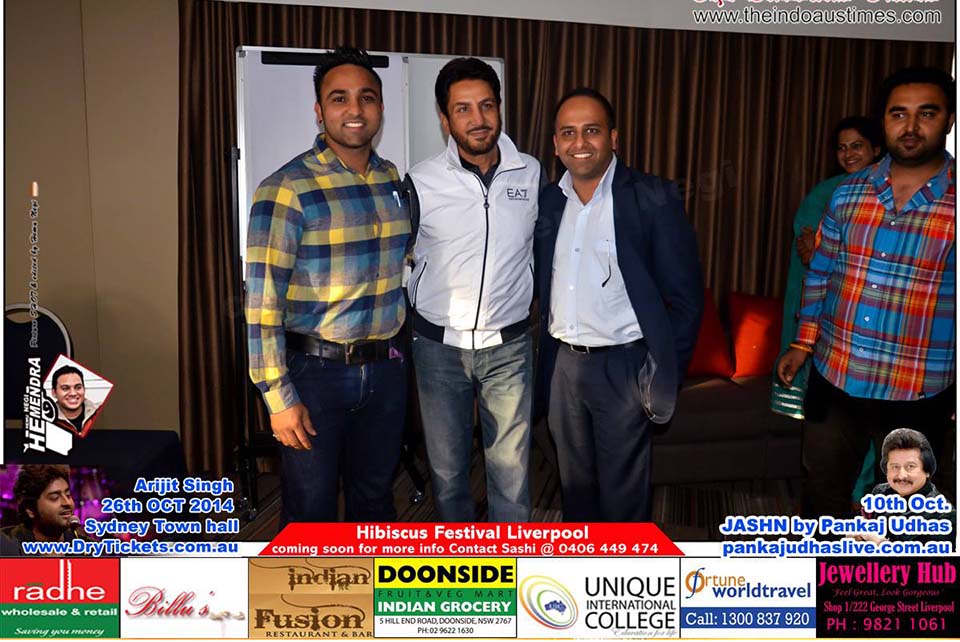 www.theindoaustimes.com
EA7
HEMENDRA
NEGI
Arijit Singh
26th OCT 2014
Sydney Town hall
www.DryTickets.com.au
10th Oct.
JASHN by Pankaj Udhas
pankajudhaslive.com.au
Hibiscus Festival Liverpool
coming soon for more info Contact Sashi @ 0406 449 474
radhe
wholesale & retail
Saving you money
Billu's
indian
Fusion
RESTAURANT & BAR
DOONSIDE
FRUIT & VEG MART
INDIAN GROCERY
5 HILL END ROAD, DOONSIDE, NSW 2767
PH: 02 9622 1630
UNIQUE
INTERNATIONAL
COLLEGE
Education for life
Fortune
worldtravel
Call: 1300 837 920
Jewellery Hub
Feel Great, Look Gorgeous
Shop 1/222 George Street Liverpool
PH : 9821 1061